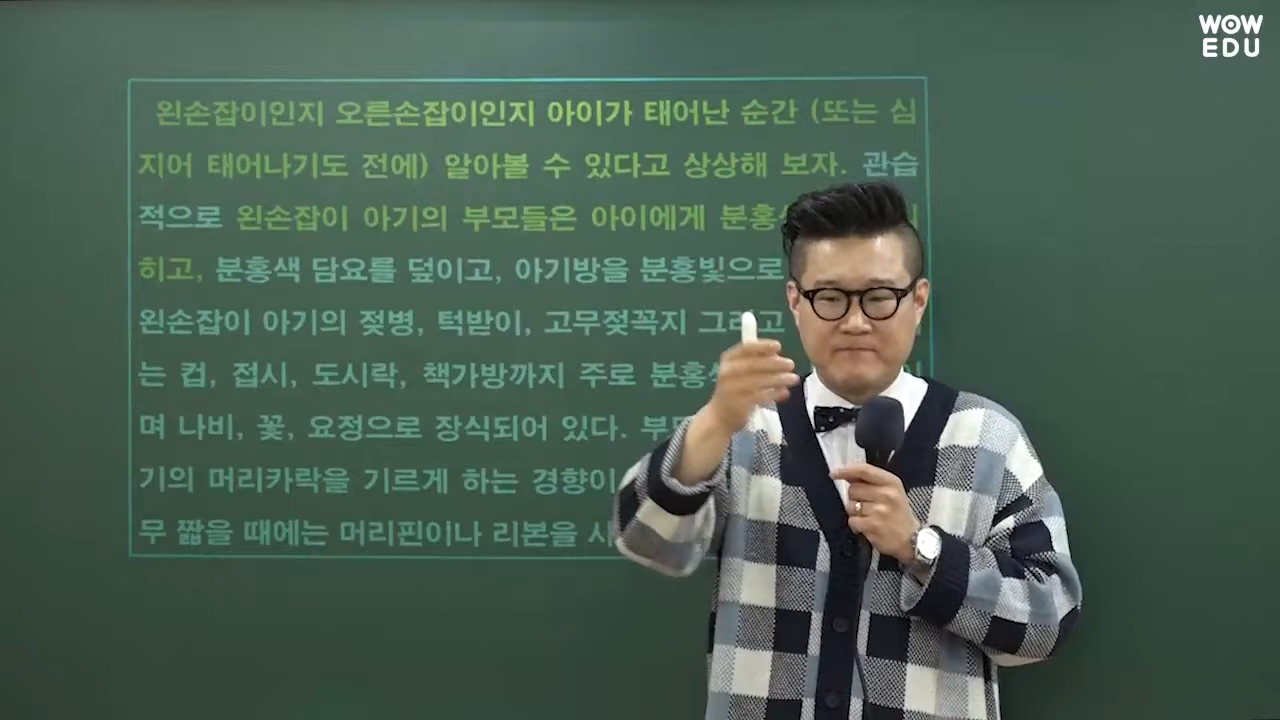 WOW
EDU
왼손잡이인지 오른손잡이인지 아이가 태어난 순간 (또는 심
지어 태어나기도 전에) 알아볼 수 있다고 상상해 보자. 관습
적으로 왼손잡이 아기의 부모들은 아이에게
히고, 분홍색 담요를 덮이고, 아기방을 분홍빛으로
왼손잡이 아기의 젖병, 턱받이, 고무젖꼭지
는 컵, 접시, 도시락, 책가방까지 주로
며 나비, 꽃, 요정으로 장식되어 있다.
기의 머리카락을 기르게 하는 경향이
무 짧을 때에는 머리핀이나 리본을